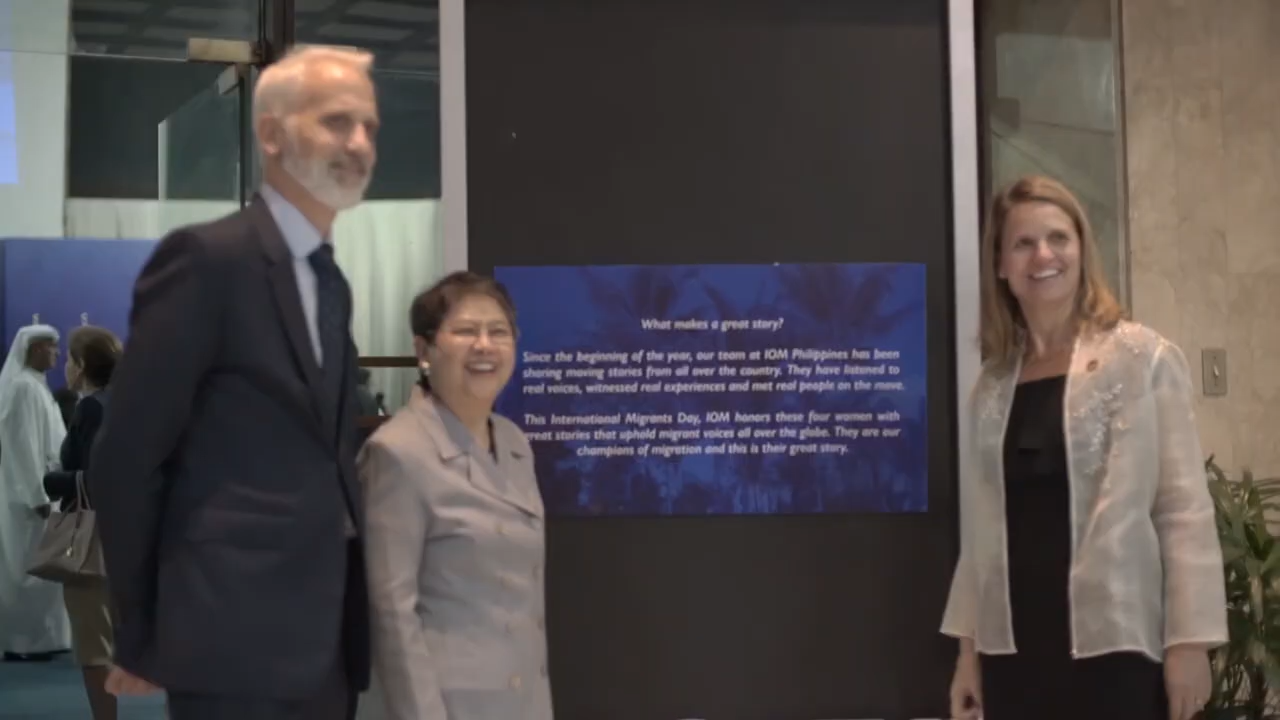 What makes a great story?
Since the beginning of the year, our team at IOM Philippines has been
sharing moving stories from all over the country. They have listened to
real voices, witnessed real experiences and met real people on the move.
This International Migrants Day, IOM honors these four women with
great stories that uphold migrant voices all over the globe. They are our
champions of migration and this is their great story.